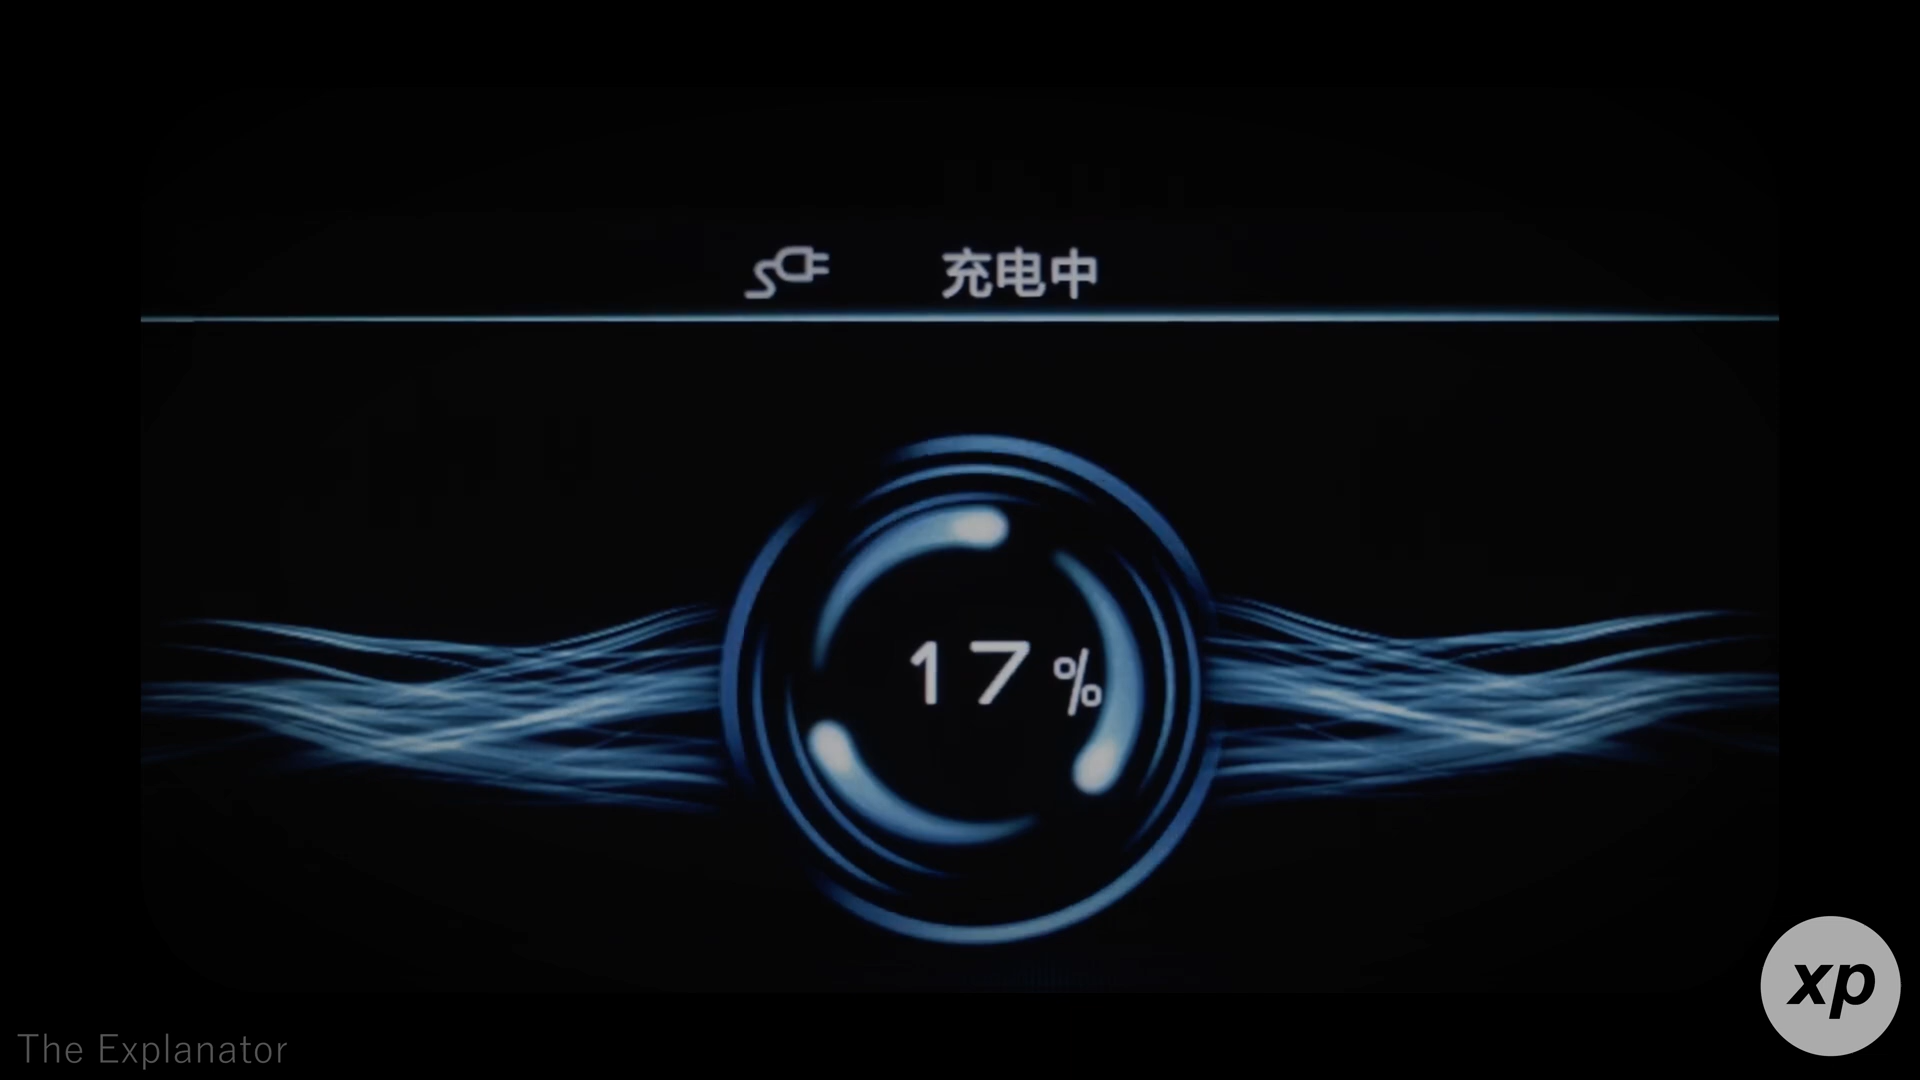 充电中
17%
xp
The Explanator